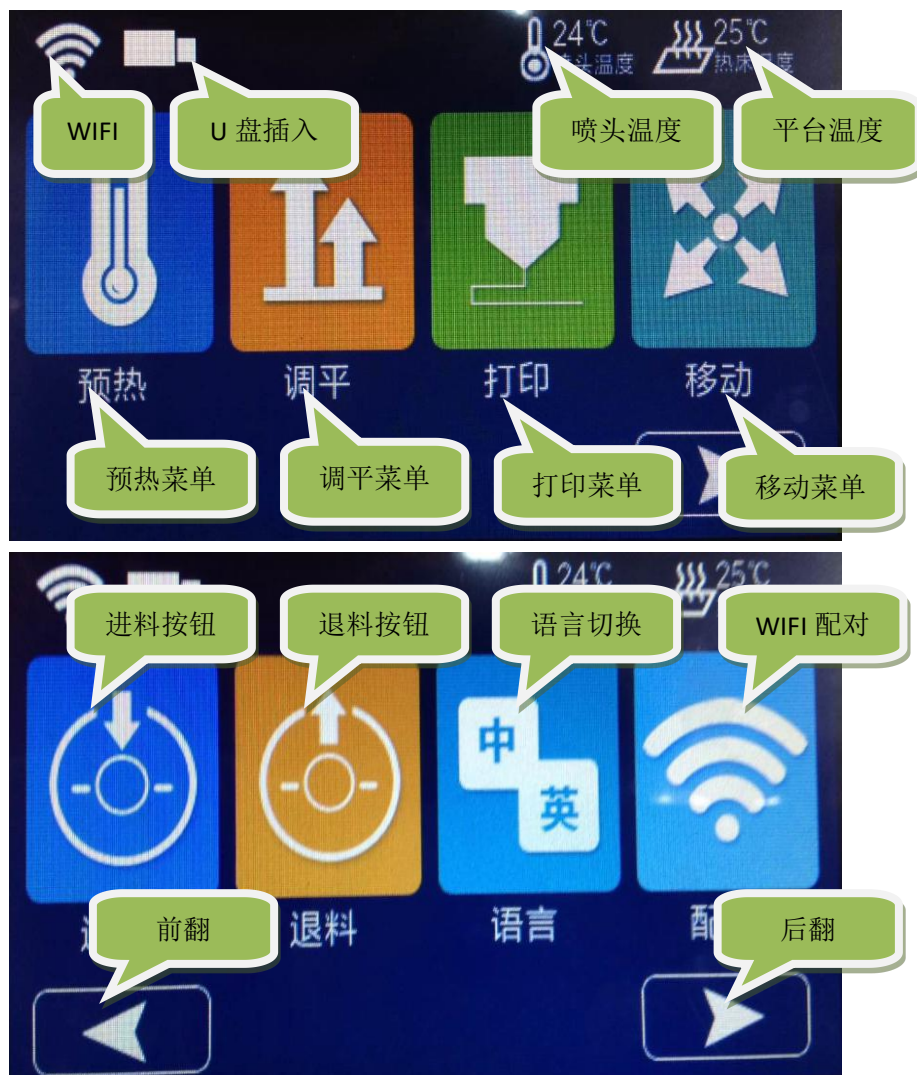 24℃
25℃
喷头温度
热床温度
WIFI
U 盘插入
喷头温度
平台温度
预热
调平
打印
移动
预热菜单
调平菜单
打印菜单
移动菜单
24℃
25℃
进料按钮
退料按钮
语言切换
WIFI 配对
中
英
退料
语言
配
前翻
后翻